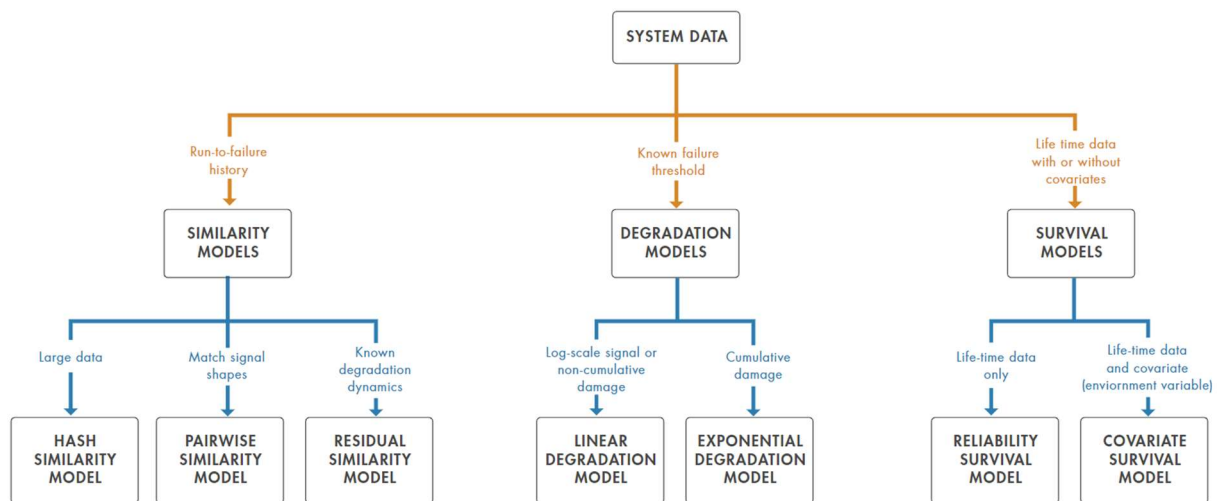 SYSTEM DATA
Run-to-failure
history
Known failure
threshold
Life time data
with or without
covariates
SIMILARITY
MODELS
DEGRADATION
MODELS
SURVIVAL
MODELS
Large data
Match signal
shapes
Known
degradation
dynamics
Log-scale signal or
non-cumulative
damage
Cumulative
damage
Life-time data
only
Life-time data
and covariate
(enviornment variable)
HASH
SIMILARITY
MODEL
PAIRWISE
SIMILARITY
MODEL
RESIDUAL
SIMILARITY
MODEL
LINEAR
DEGRADATION
MODEL
EXPONENTIAL
DEGRADATION
MODEL
RELIABILITY
SURVIVAL
MODEL
COVARIATE
SURVIVAL
MODEL